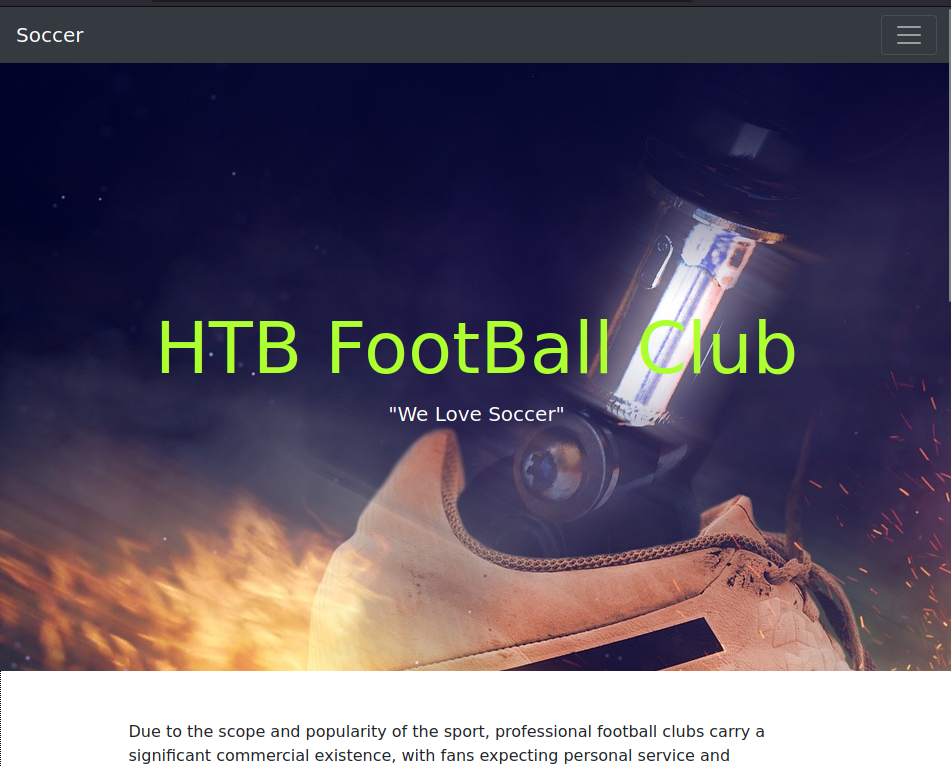 Soccer
HTB FootBall Club
"We Love Soccer"
Due to the scope and popularity of the sport, professional football clubs carry a
significant commercial existence, with fans expecting personal service and